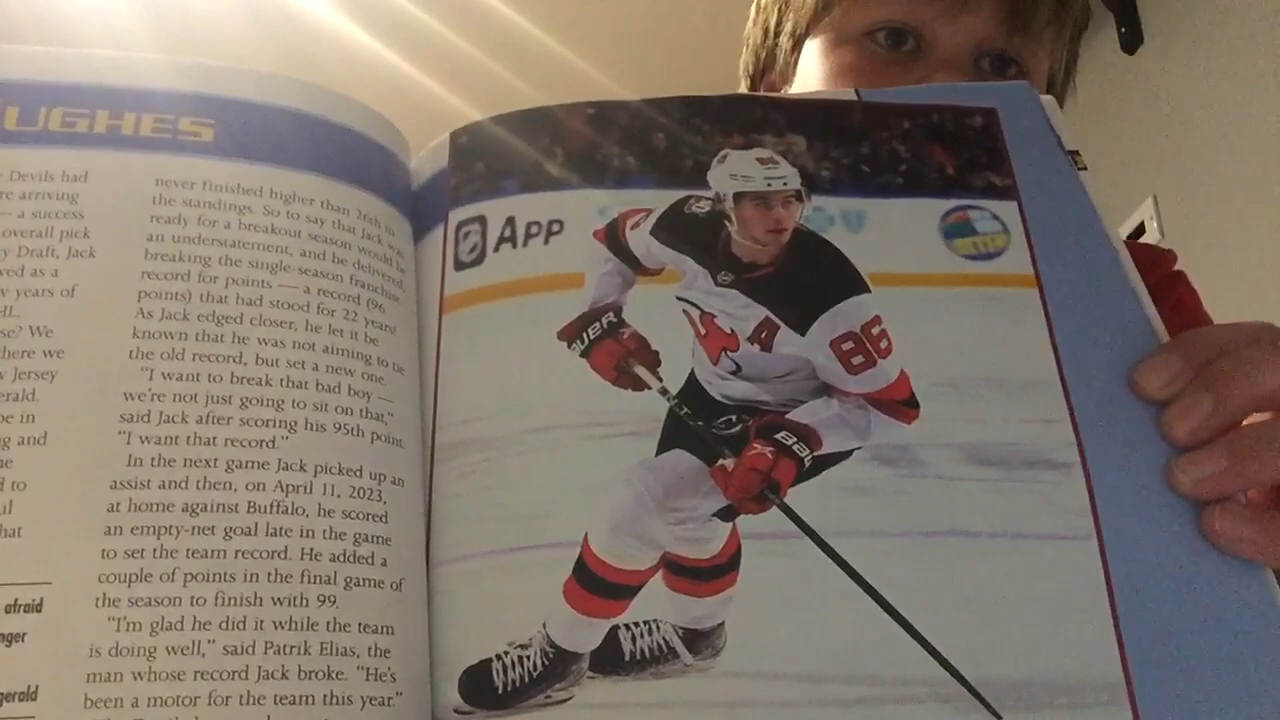 UGHES
Devils had
re arriving
— a success
overall pick
y Draft, Jack
ved as a
w years of
HL.
se? We
here we
w Jersey
erald.
be in
g and
ne
d to
ul
hat
afraid
nger
gerald
never finished higher than 26th in
the standings. So to say that Jack was
ready for a breakout season would be
an understatement, and he delivered,
breaking the single-season franchise
record for points — a record (96
points) that had stood for 22 years.
As Jack edged closer, he let it be
known that he was not aiming to tie
the old record, but set a new one.
"I want to break that bad boy —
we're not just going to sit on that,"
said Jack after scoring his 95th point.
"I want that record."
In the next game Jack picked up an
assist and then, on April 11, 2023,
at home against Buffalo, he scored
an empty-net goal late in the game
to set the team record. He added a
couple of points in the final game of
the season to finish with 99.
"I'm glad he did it while the team
is doing well," said Patrik Elias, the
man whose record Jack broke. "He's
been a motor for the team this year."
APP
A
86
BAUER
BAU